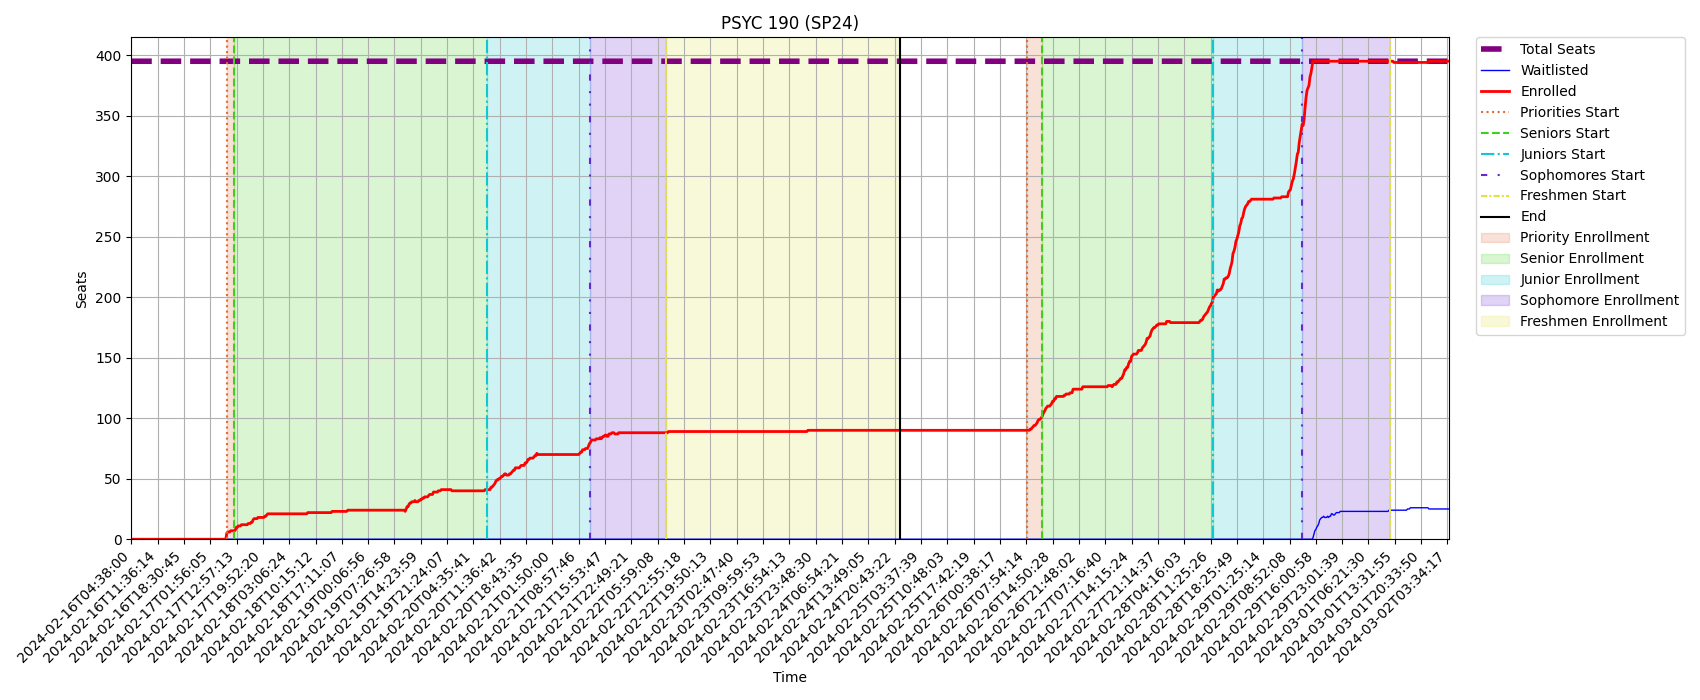 PSYC 190 (SP24)
400
350
300
250
200
150
100
50
0
Seats
2024-02-16T04:38:00
2024-02-16T11:36:14
2024-02-16T18:30:45
2024-02-17T01:56:05
2024-02-17T12:57:13
2024-02-17T19:52:20
2024-02-18T03:06:24
2024-02-18T10:15:12
2024-02-18T17:11:07
2024-02-19T00:06:56
2024-02-19T07:26:58
2024-02-19T14:23:59
2024-02-19T21:24:07
2024-02-20T04:35:41
2024-02-20T11:36:42
2024-02-20T18:43:35
2024-02-21T01:50:00
2024-02-21T08:57:46
2024-02-21T15:53:47
2024-02-21T22:49:21
2024-02-22T05:59:08
2024-02-22T12:55:18
2024-02-22T19:50:13
2024-02-23T02:47:40
2024-02-23T09:59:53
2024-02-23T16:54:13
2024-02-23T23:48:30
2024-02-24T06:54:21
2024-02-24T13:49:05
2024-02-24T20:43:22
2024-02-25T03:37:39
2024-02-25T10:48:03
2024-02-25T17:42:19
2024-02-26T00:38:17
2024-02-26T07:54:14
2024-02-26T14:50:28
2024-02-26T21:48:02
2024-02-27T07:16:40
2024-02-27T14:15:24
2024-02-27T21:14:37
2024-02-28T04:16:03
2024-02-28T11:25:26
2024-02-28T18:25:49
2024-02-29T01:25:14
2024-02-29T08:52:08
2024-02-29T16:00:58
2024-02-29T23:01:39
2024-03-01T06:21:30
2024-03-01T13:31:55
2024-03-01T20:33:50
2024-03-02T03:34:17
Time
Total Seats
Waitlisted
Enrolled
Priorities Start
Seniors Start
Juniors Start
Sophomores Start
Freshmen Start
End
Priority Enrollment
Senior Enrollment
Junior Enrollment
Sophomore Enrollment
Freshmen Enrollment